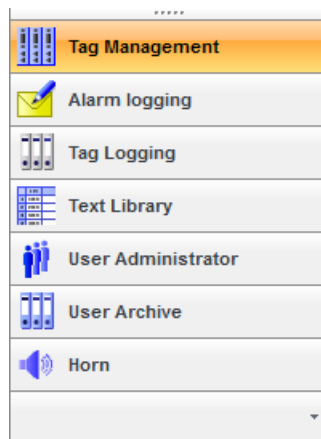 Tag Management
Alarm logging
Tag Logging
Text Library
User Administrator
User Archive
Horn